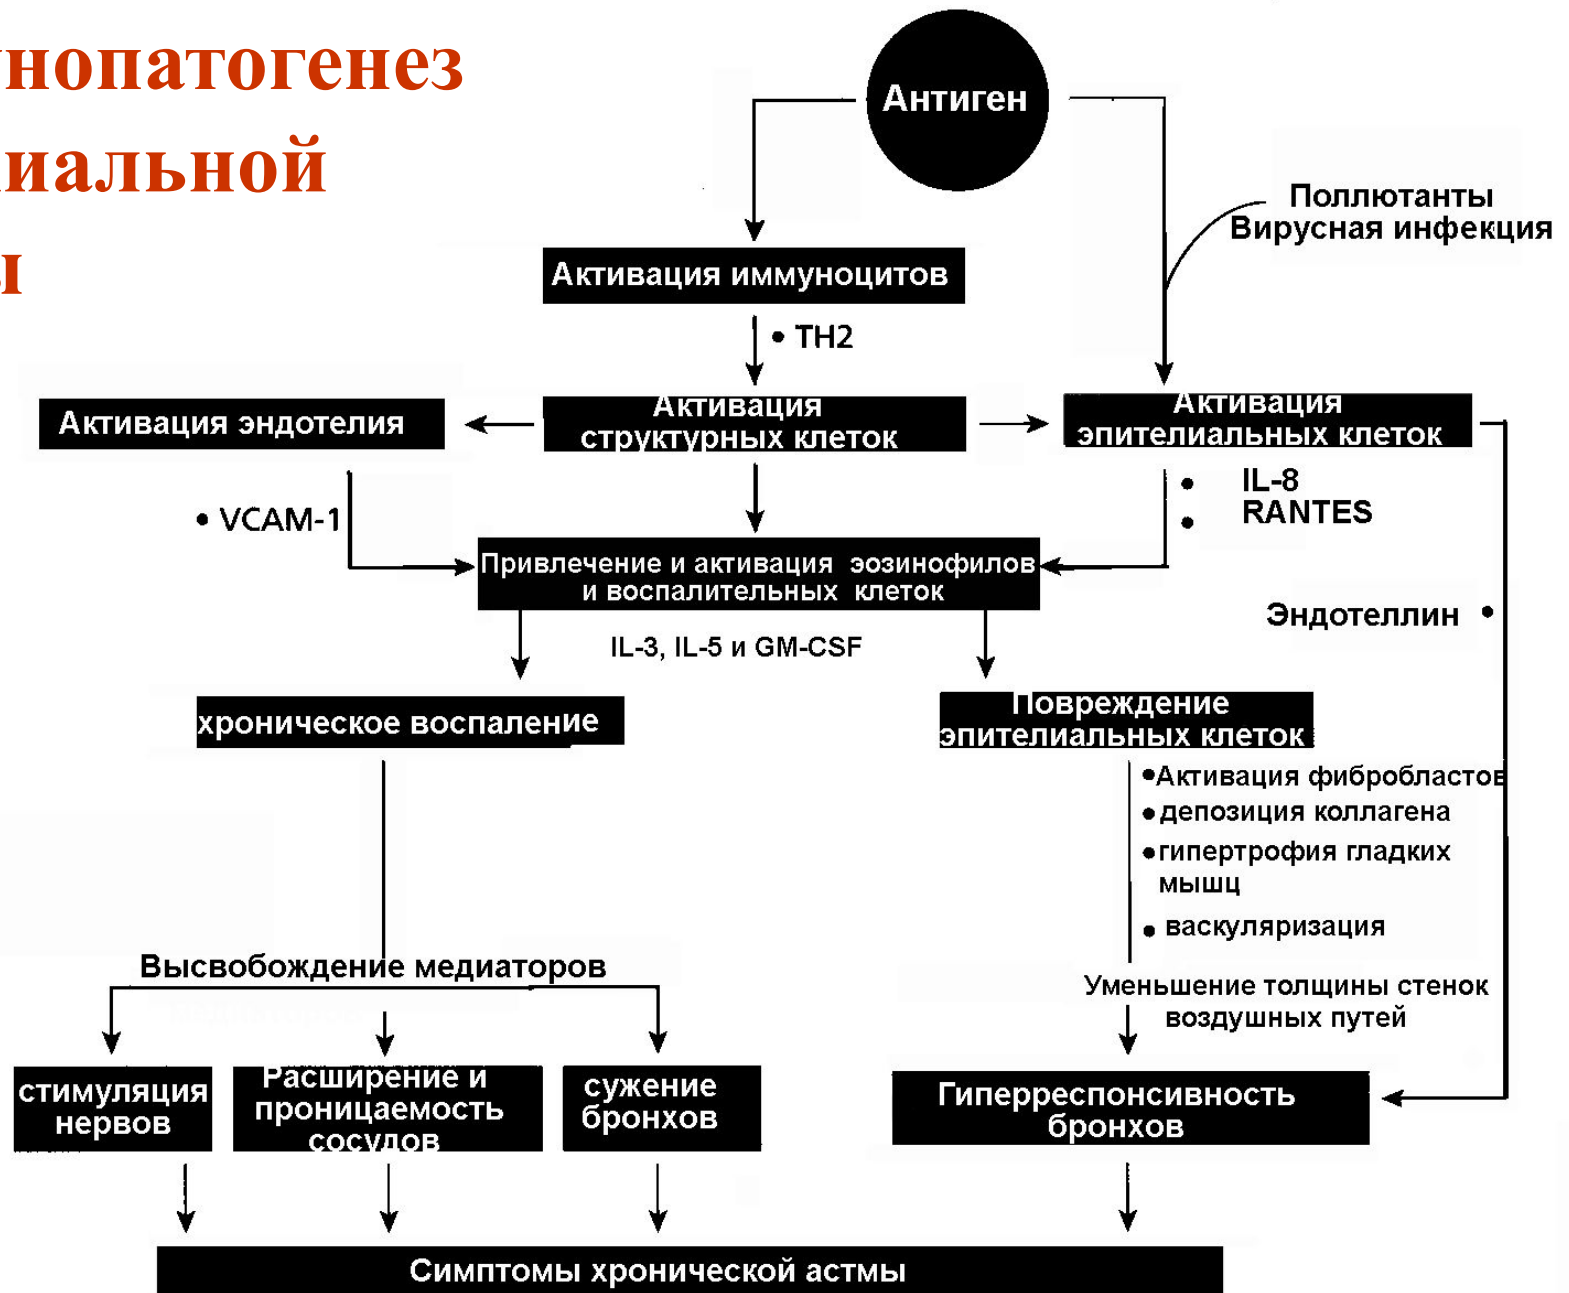 нопатогенез
иальной
ы
Антиген
Поллютанты
Вирусная инфекция
Активация иммуноцитов
• TH2
Активация эндотелия
Активация
структурных клеток
Активация
эпителиальных клеток
• VCAM-1
• IL-8
• RANTES
Привлечение и активация эозинофилов
и воспалительных клеток
Эндотеллин •
IL-3, IL-5 и GM-CSF
хроническое воспаление
Повреждение
эпителиальных клеток
•Активация фибробластов
•депозиция коллагена
•гипертрофия гладких
мышц
• васкуляризация
Высвобождение медиаторов
Уменьшение толщины стенок
воздушных путей
стимуляция
нервов
Расширение и
проницаемость
сосудов
сужение
бронхов
Гиперреспонсивность
бронхов
Симптомы хронической астмы